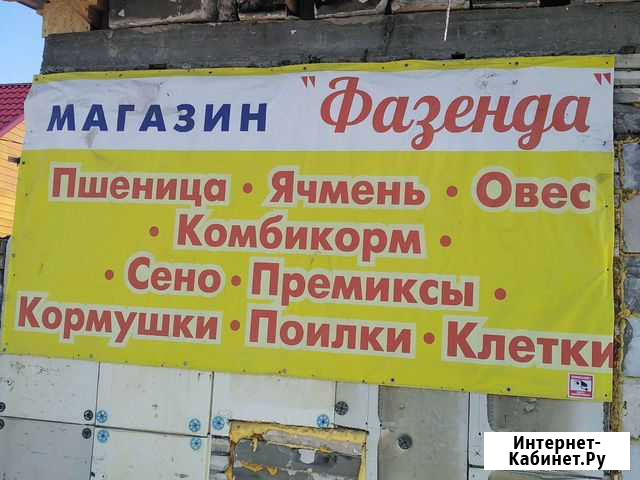 МАГАЗИН "Фазенда"
Пшеница • Ячмень • Овес
• Комбикорм •
• Сено • Премиксы •
Кормушки • Поилки • Клетки
Интернет-
Кабинет.Ру